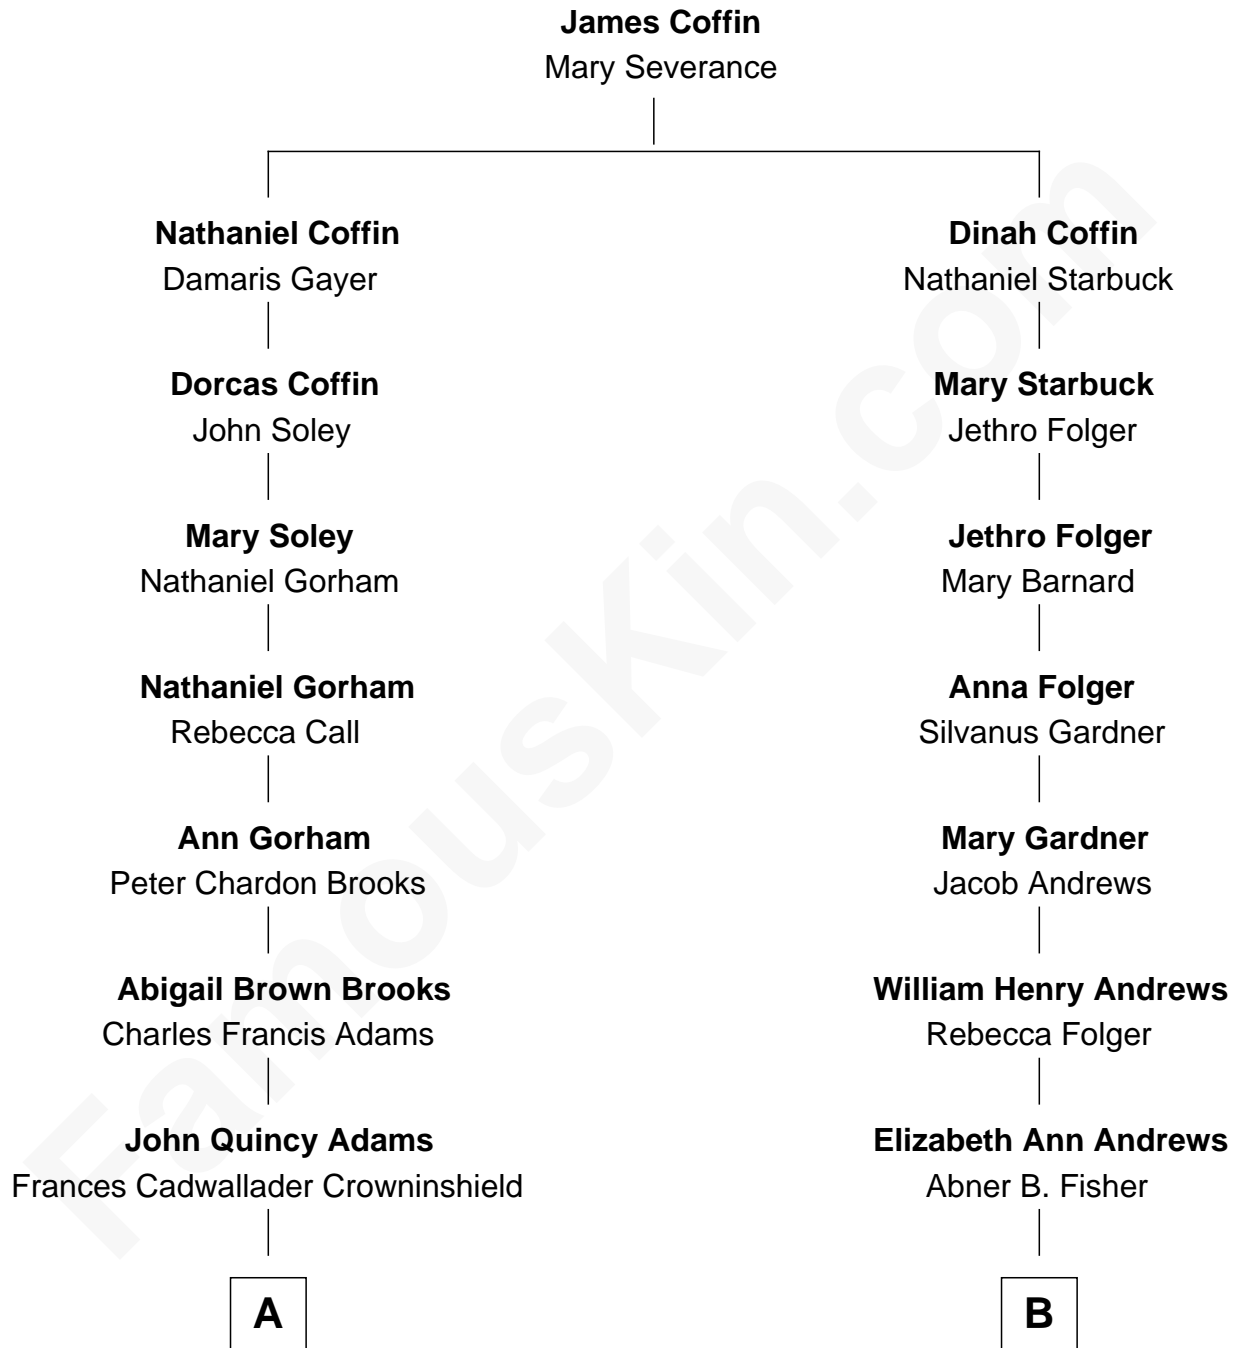 James Coffin
Mary Severance
Nathaniel Coffin
Damaris Gayer
Dinah Coffin
Nathaniel Starbuck
Dorcas Coffin
John Soley
Mary Starbuck
Jethro Folger
Mary Soley
Nathaniel Gorham
Jethro Folger
Mary Barnard
Nathaniel Gorham
Rebecca Call
Anna Folger
Silvanus Gardner
Ann Gorham
Peter Chardon Brooks
Mary Gardner
Jacob Andrews
Abigail Brown Brooks
Charles Francis Adams
William Henry Andrews
Rebecca Folger
John Quincy Adams
Frances Cadwallader Crowninshield
Elizabeth Ann Andrews
Abner B. Fisher
A
B
FamousKin.com